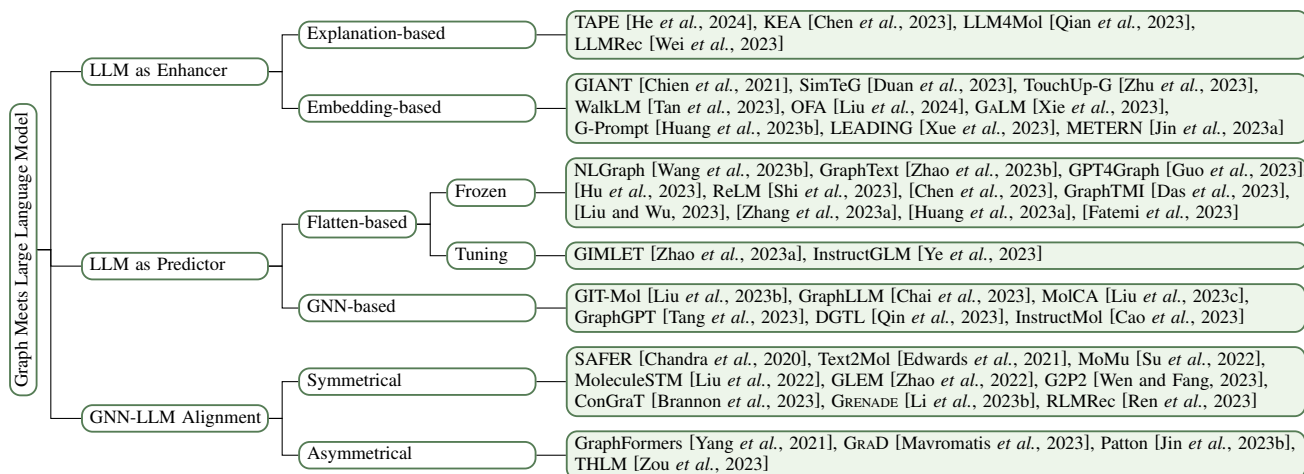 Graph Meets Large Language Model
LLM as Enhancer
Explanation-based
TAPE [He et al., 2024], KEA [Chen et al., 2023], LLM4Mol [Qian et al., 2023],
LLMRec [Wei et al., 2023]
Embedding-based
GIANT [Chien et al., 2021], SimTeG [Duan et al., 2023], TouchUp-G [Zhu et al., 2023],
WalkLM [Tan et al., 2023], OFA [Liu et al., 2024], GALM [Xie et al., 2023],
G-Prompt [Huang et al., 2023b], LEADING [Xue et al., 2023], METERN [Jin et al., 2023a]
LLM as Predictor
Flatten-based
Frozen
NLGraph [Wang et al., 2023b], GraphText [Zhao et al., 2023b], GPT4Graph [Guo et al., 2023]
[Hu et al., 2023], ReLM [Shi et al., 2023], [Chen et al., 2023], GraphTMI [Das et al., 2023],
[Liu and Wu, 2023], [Zhang et al., 2023a], [Huang et al., 2023a], [Fatemi et al., 2023]
Tuning
GIMLET [Zhao et al., 2023a], InstructGLM [Ye et al., 2023]
GNN-based
GIT-Mol [Liu et al., 2023b], GraphLLM [Chai et al., 2023], MolCA [Liu et al., 2023c],
GraphGPT [Tang et al., 2023], DGTL [Qin et al., 2023], InstructMol [Cao et al., 2023]
GNN-LLM Alignment
Symmetrical
SAFER [Chandra et al., 2020], Text2Mol [Edwards et al., 2021], MoMu [Su et al., 2022],
MoleculeSTM [Liu et al., 2022], GLEM [Zhao et al., 2022], G2P2 [Wen and Fang, 2023],
ConGraT [Brannon et al., 2023], GRENADE [Li et al., 2023b], RLMRec [Ren et al., 2023]
Asymmetrical
GraphFormers [Yang et al., 2021], GRAD [Mavromatis et al., 2023], Patton [Jin et al., 2023b],
THLM [Zou et al., 2023]